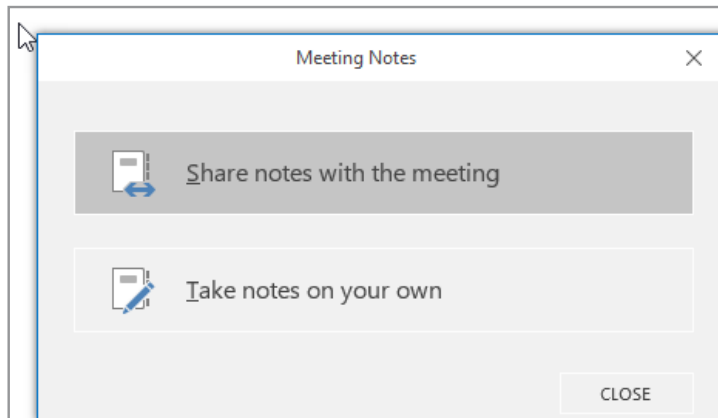 Meeting Notes
Share notes with the meeting
Take notes on your own
CLOSE